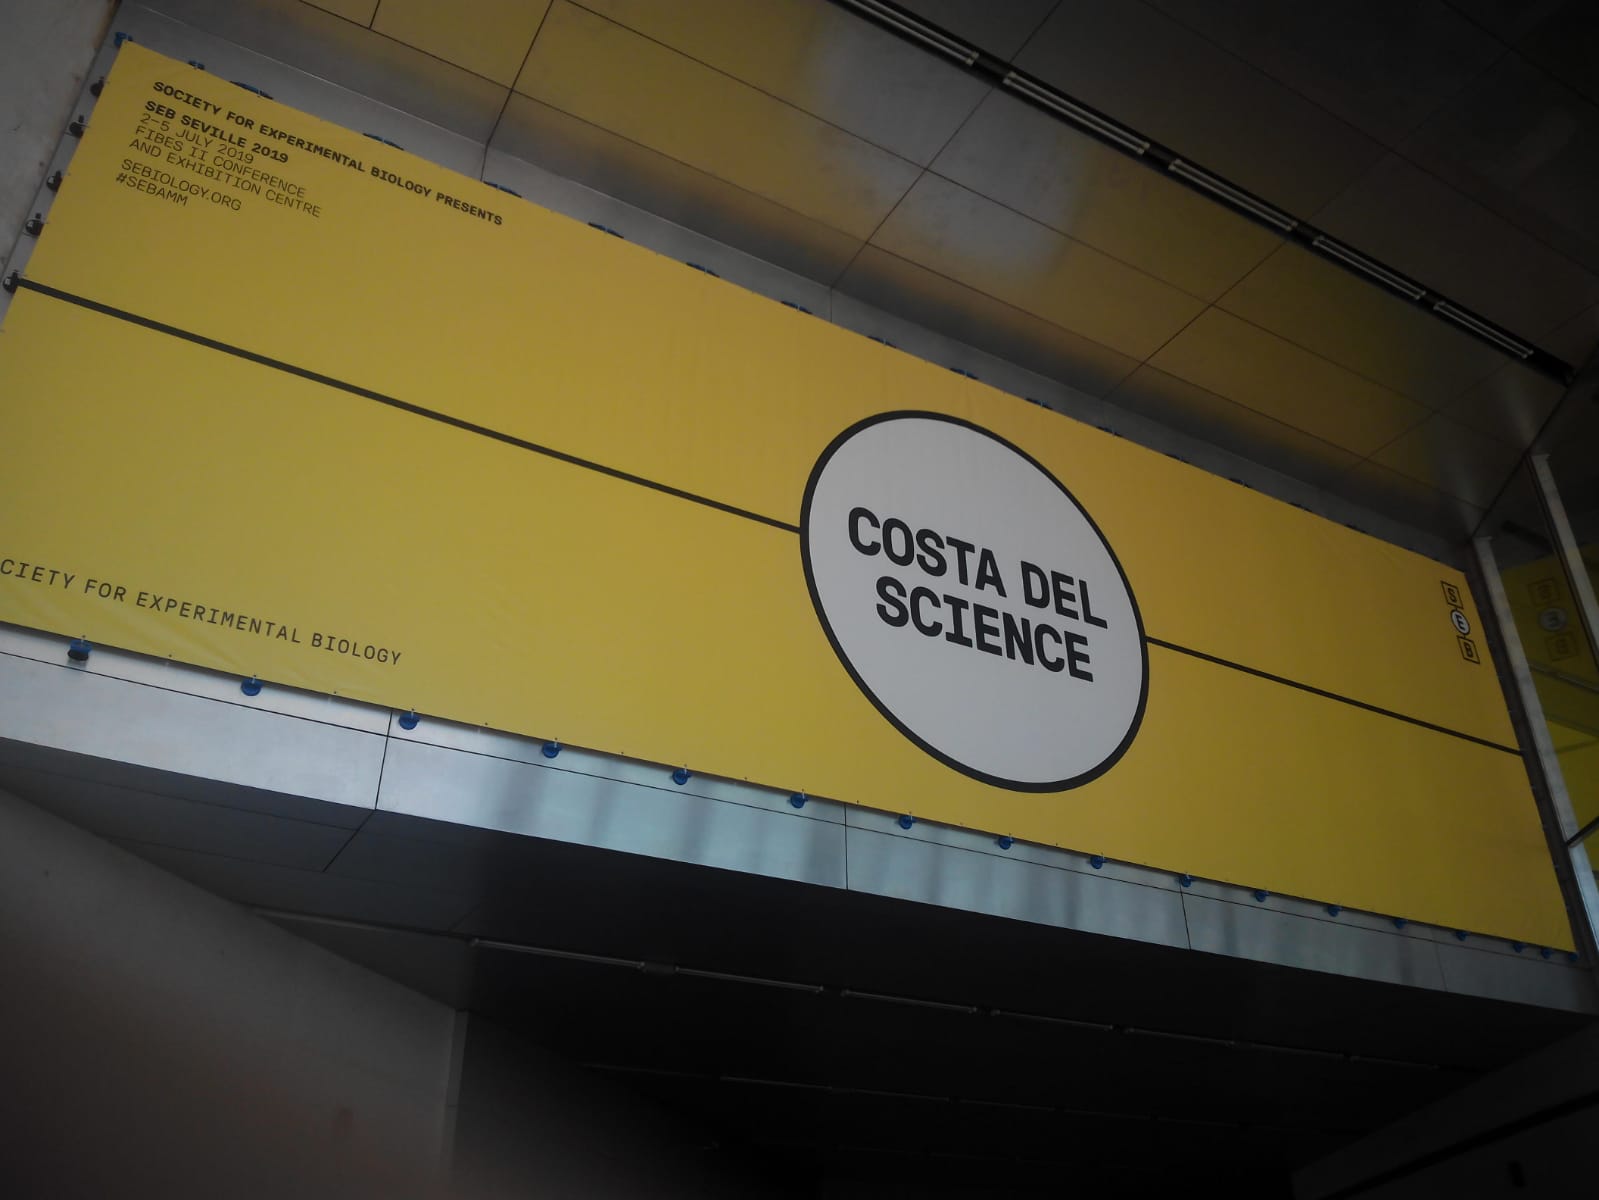 SOCIETY FOR EXPERIMENTAL BIOLOGY PRESENTS
SEB SEVILLE 2019
2–5 JULY 2019
FIBES II CONFERENCE
AND EXHIBITION CENTRE
SEBIOLOGY.ORG
#SEBAMM
COSTA DEL
SCIENCE
SEB
CIETY FOR EXPERIMENTAL BIOLOGY